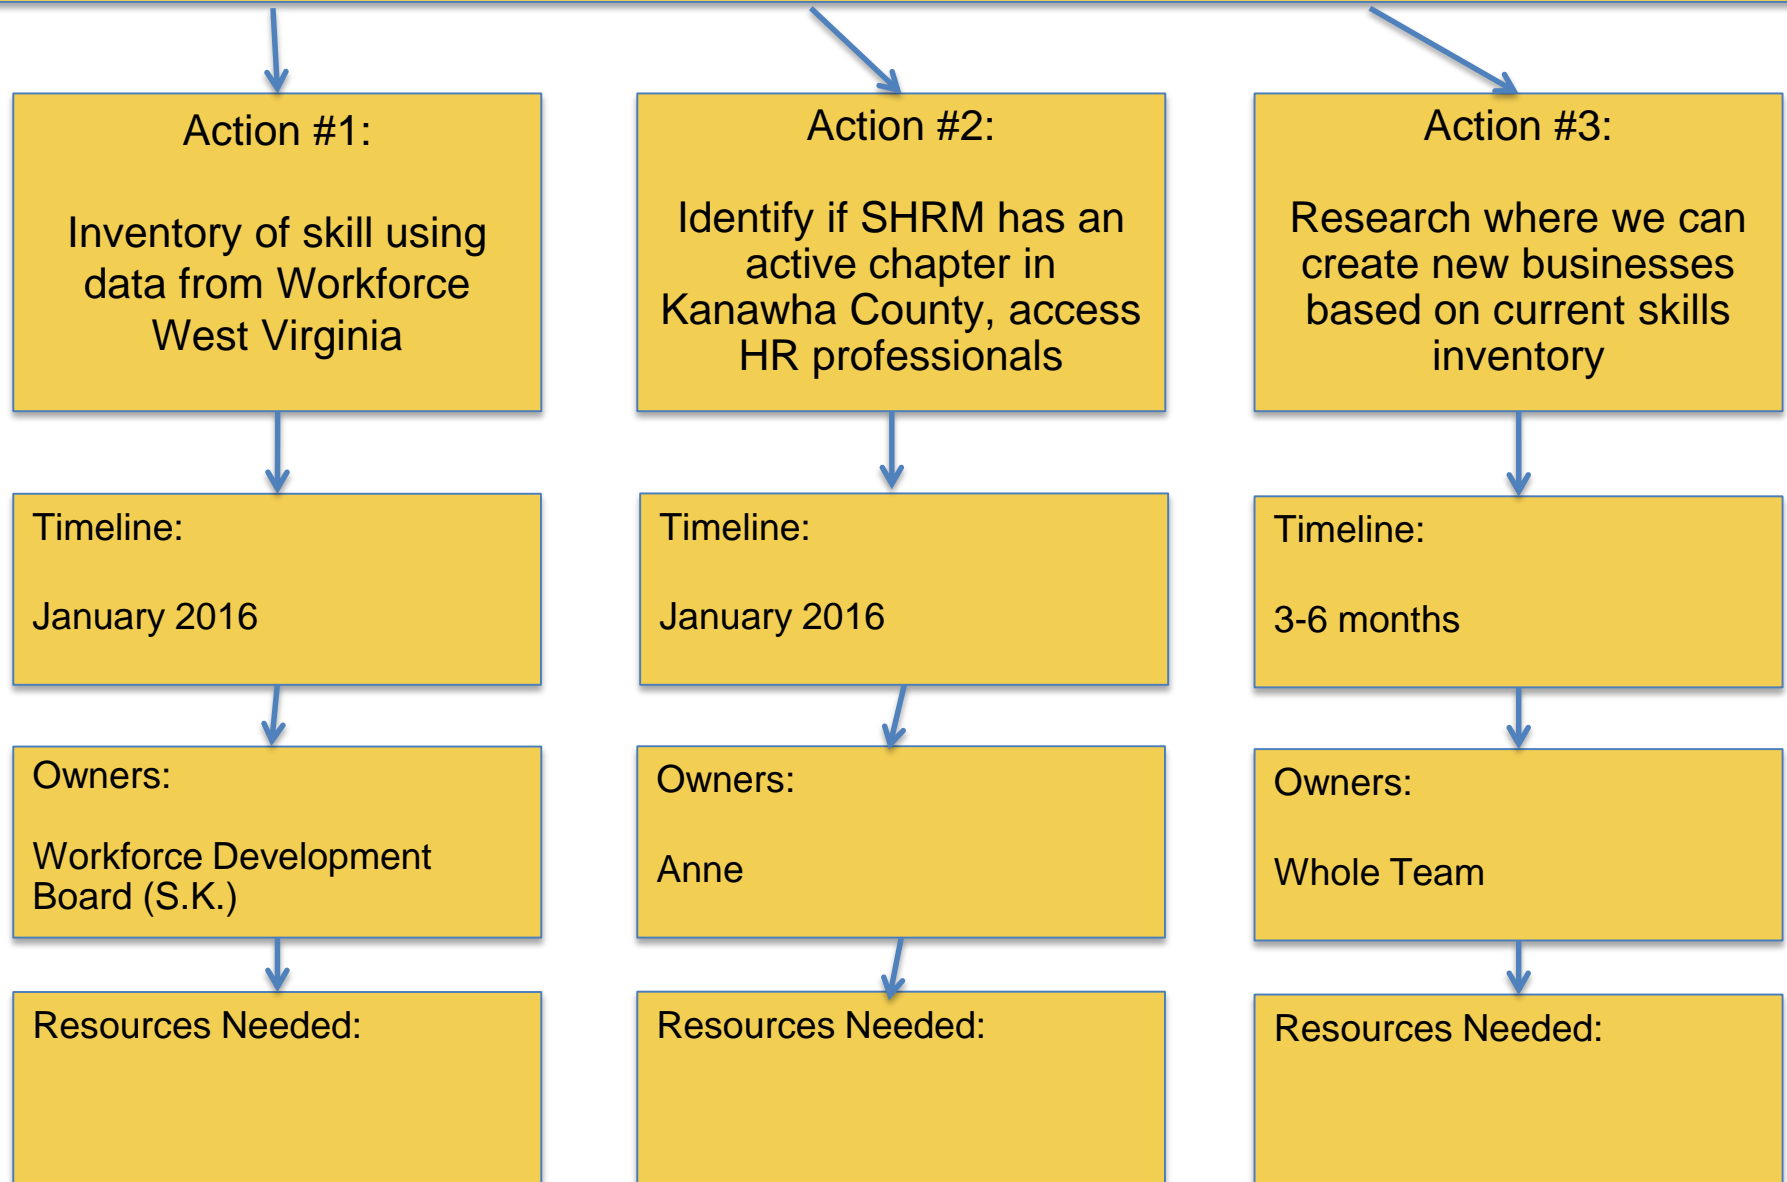 Action #1:
Inventory of skill using
data from Workforce
West Virginia
Timeline:
January 2016
Owners:
Workforce Development
Board (S.K.)
Resources Needed:
Action #2:
Identify if SHRM has an
active chapter in
Kanawha County, access
HR professionals
Timeline:
January 2016
Owners:
Anne
Resources Needed:
Action #3:
Research where we can
create new businesses
based on current skills
inventory
Timeline:
3-6 months
Owners:
Whole Team
Resources Needed: